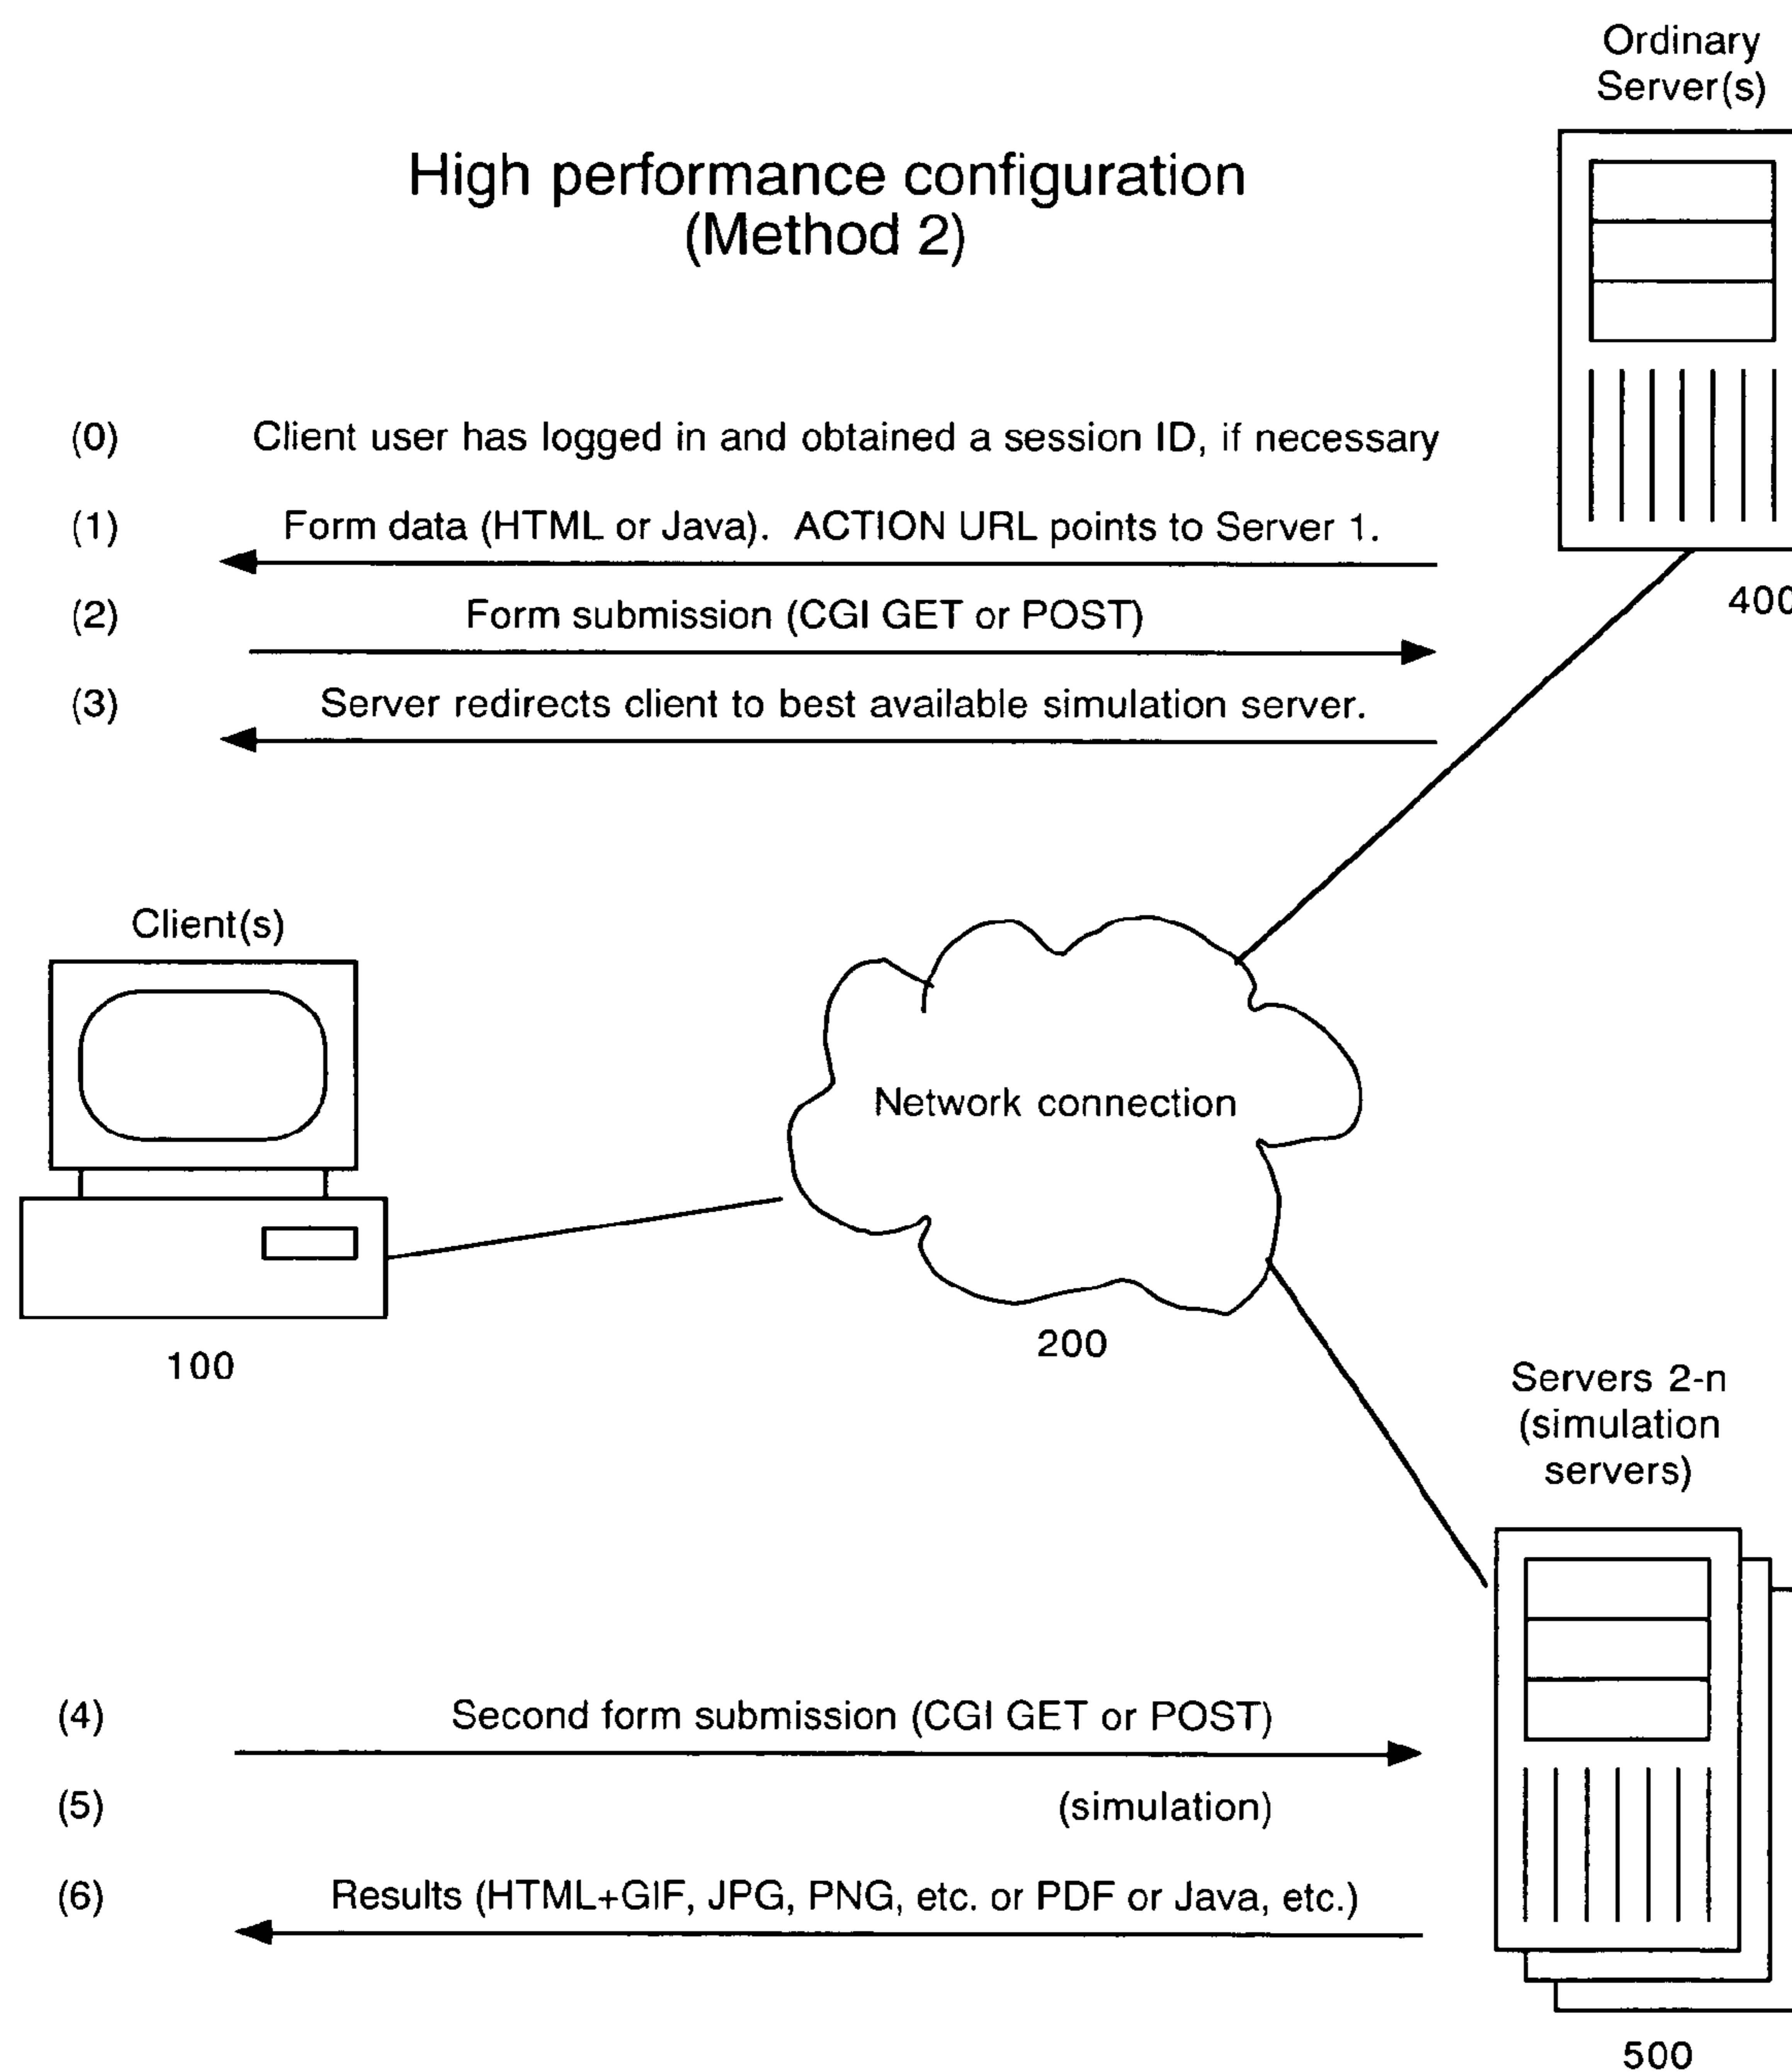 Ordinary
Server(s)
High performance configuration
(Method 2)
(0) Client user has logged in and obtained a session ID, if necessary
(1) Form data (HTML or Java). ACTION URL points to Server 1.
400
(2) Form submission (CGI GET or POST)
(3) Server redirects client to best available simulation server.
Client(s)
Network connection
200
100
Servers 2-n
(simulation
servers)
(4) Second form submission (CGI GET or POST)
(5) (simulation)
(6) Results (HTML+GIF, JPG, PNG, etc. or PDF or Java, etc.)
500